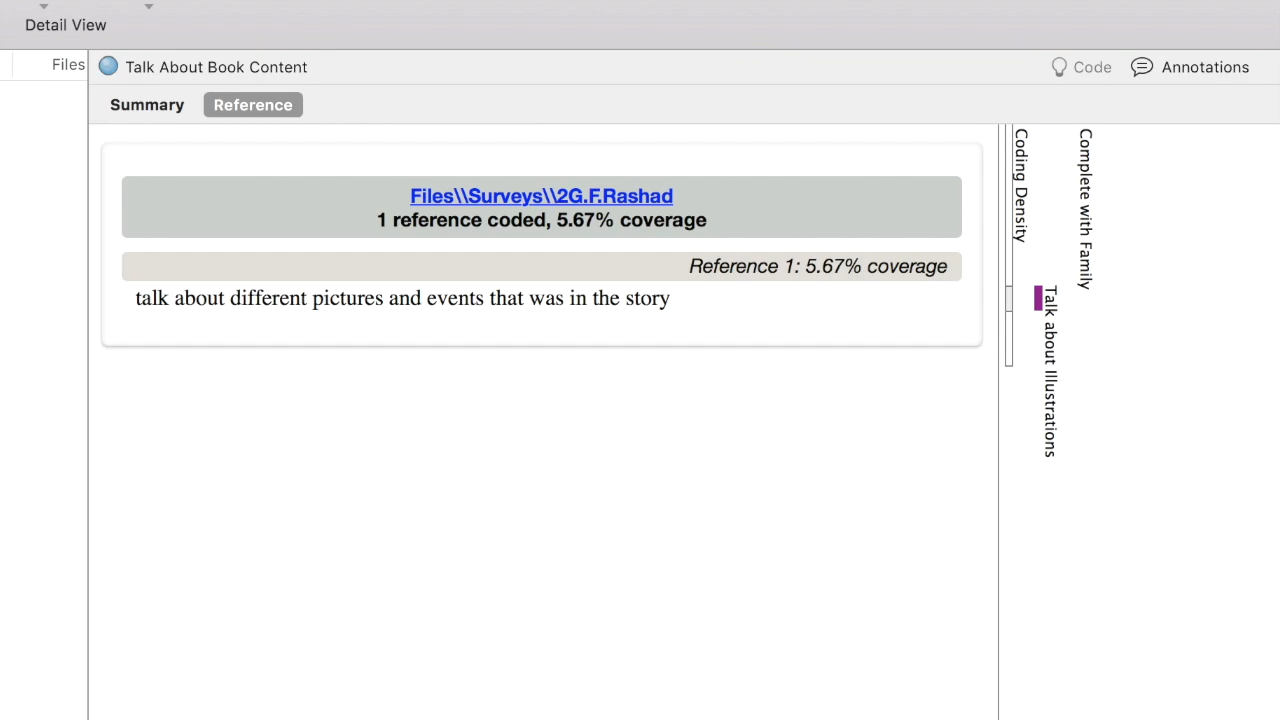 Detail View
Files
Talk About Book Content
Code
Annotations
Summary
Reference
Files\\Surveys\\2G.F.Rashad
1 reference coded, 5.67% coverage
Reference 1: 5.67% coverage
talk about different pictures and events that was in the story
Coding Density
Talk about Illustrations
Complete with Family